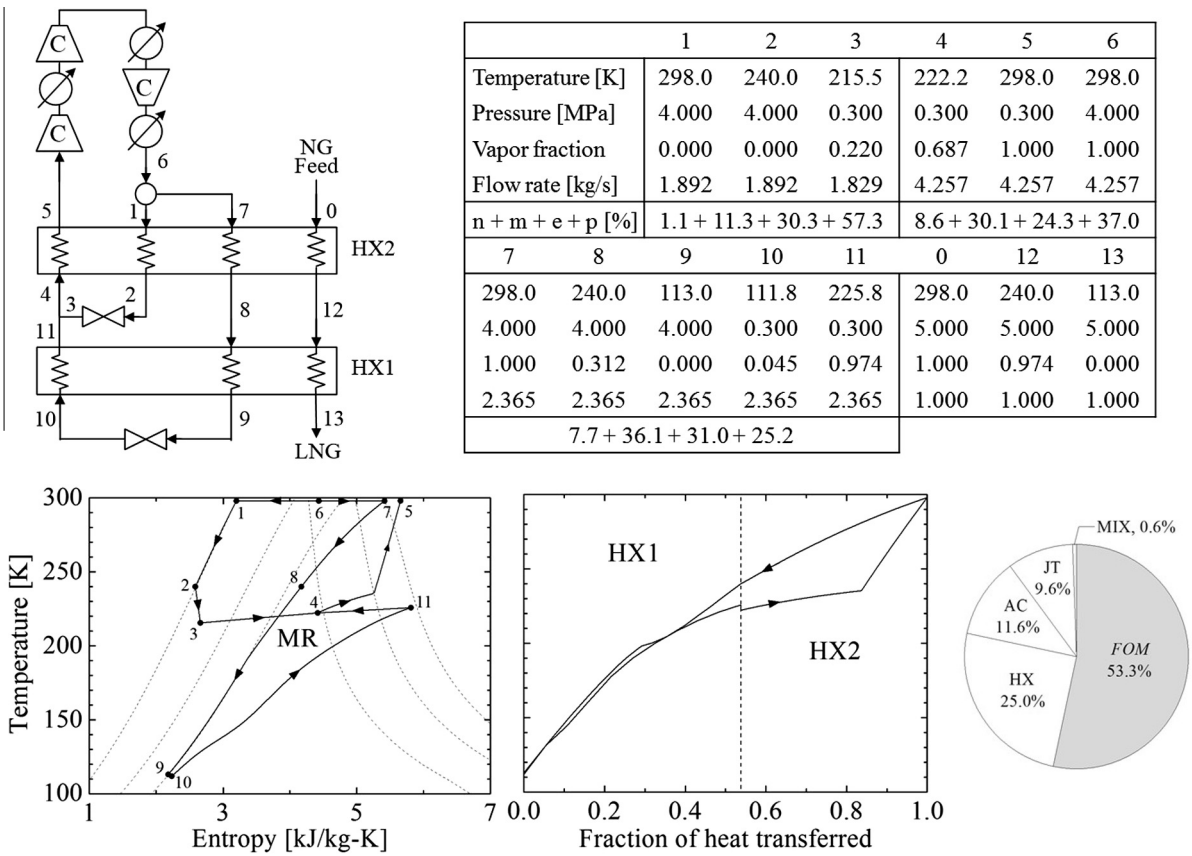 C
C
C
6
NG
Feed
5
1
7
0
HX2
4
3
2
8
12
11
HX1
10
9
13
LNG
1 2 3 4 5 6
Temperature [K] 298.0 240.0 215.5 222.2 298.0 298.0
Pressure [MPa] 4.000 4.000 0.300 0.300 0.300 4.000
Vapor fraction 0.000 0.000 0.220 0.687 1.000 1.000
Flow rate [kg/s] 1.892 1.892 1.829 4.257 4.257 4.257
n + m + e + p [%] 1.1 + 11.3 + 30.3 + 57.3 8.6 + 30.1 + 24.3 + 37.0
7 8 9 10 11 0 12 13
298.0 240.0 113.0 111.8 225.8 298.0 240.0 113.0
4.000 4.000 4.000 0.300 0.300 5.000 5.000 5.000
1.000 0.312 0.000 0.045 0.974 1.000 0.974 0.000
2.365 2.365 2.365 2.365 2.365 1.000 1.000 1.000
7.7 + 36.1 + 31.0 + 25.2
Temperature [K]
300
250
200
150
100
1 6 7 5
2
8
3
4
11
MR
9
10
1 3 5 7
Entropy [kJ/kg-K]
HX1
HX2
0.0 0.2 0.4 0.6 0.8 1.0
Fraction of heat transferred
MIX, 0.6%
JT
9.6%
AC
11.6%
HX
25.0%
FOM
53.3%